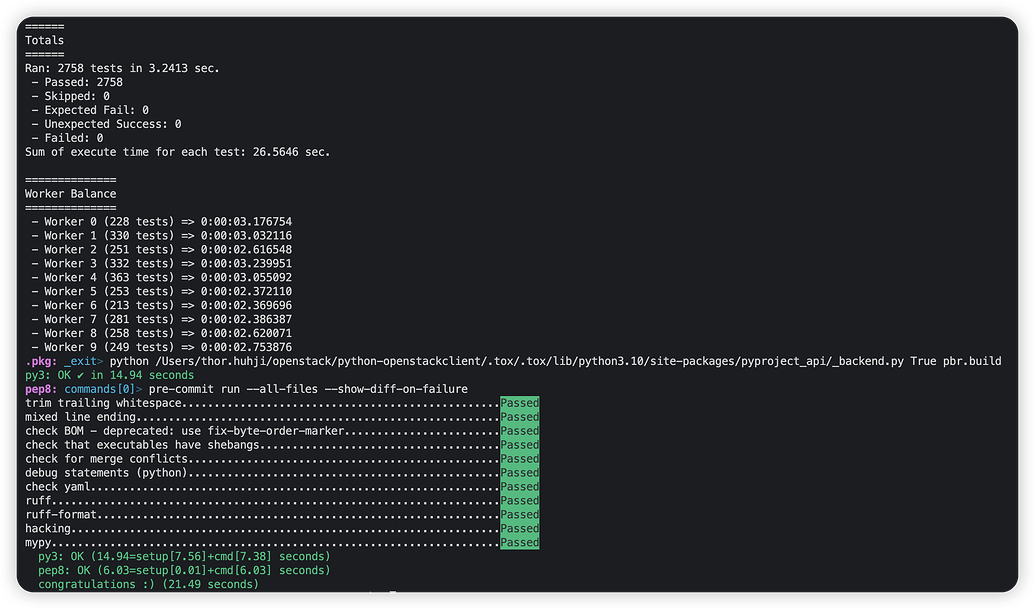 ======
Totals
======
Ran: 2758 tests in 3.2413 sec.
 - Passed: 2758
 - Skipped: 0
 - Expected Fail: 0
 - Unexpected Success: 0
 - Failed: 0
Sum of execute time for each test: 26.5646 sec.

==============
Worker Balance
==============
 - Worker 0 (228 tests) => 0:00:03.176754
 - Worker 1 (330 tests) => 0:00:03.032116
 - Worker 2 (251 tests) => 0:00:02.616548
 - Worker 3 (332 tests) => 0:00:03.239951
 - Worker 4 (363 tests) => 0:00:03.055092
 - Worker 5 (253 tests) => 0:00:02.372110
 - Worker 6 (213 tests) => 0:00:02.369696
 - Worker 7 (281 tests) => 0:00:02.386387
 - Worker 8 (258 tests) => 0:00:02.620071
 - Worker 9 (249 tests) => 0:00:02.753876
.pkg: _exit> python /Users/thor.huhji/openstack/python-openstackclient/.tox/.tox/lib/python3.10/site-packages/pyproject_api/_backend.py True pbr.build
py3: OK ✔ in 14.94 seconds
pep8: commands[0]> pre-commit run --all-files --show-diff-on-failure
trim trailing whitespace.................................................Passed
mixed line ending........................................................Passed
check BOM - deprecated: use fix-byte-order-marker........................Passed
check that executables have shebangs.....................................Passed
check for merge conflicts................................................Passed
debug statements (python)................................................Passed
check yaml...............................................................Passed
ruff.....................................................................Passed
ruff-format..............................................................Passed
hacking..................................................................Passed
mypy.....................................................................Passed
  py3: OK (14.94=setup[7.56]+cmd[7.38] seconds)
  pep8: OK (6.03=setup[0.01]+cmd[6.03] seconds)
  congratulations :) (21.49 seconds)